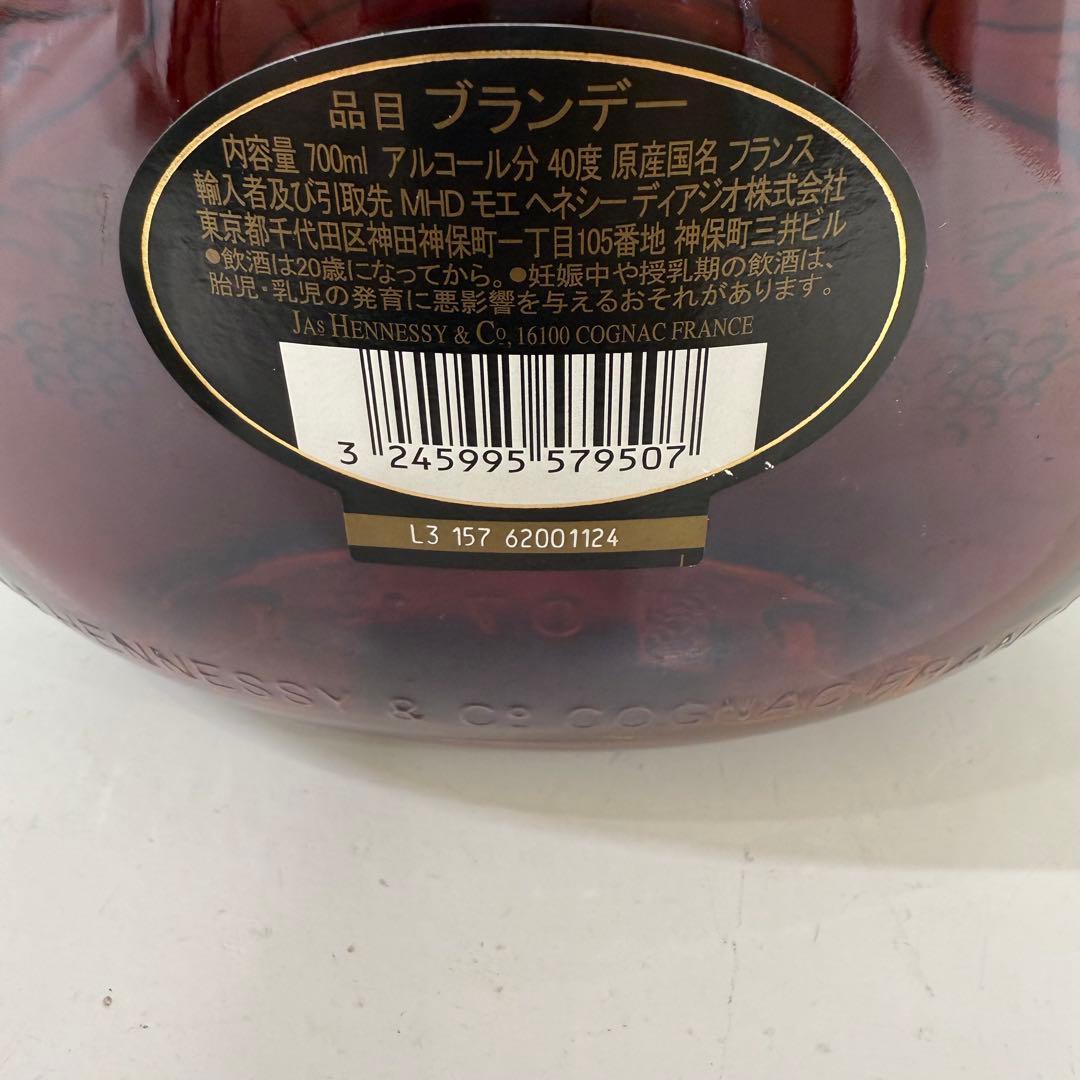 品目 ブランデー
内容量 700ml アルコール分 40度 原産国名 フランス
輸入者及び引取先 MHD モエ ヘネシー ディアジオ株式会社
東京都千代田区神田神保町一丁目105番地 神保町三井ビル
●飲酒は20歳になってから。●妊娠中や授乳期の飲酒は、
胎児・乳児の発育に悪影響を与えるおそれがあります。
JAS HENNESSY & CO, 16100 COGNAC FRANCE
3 245995 579507
L3 157 62001124
HENNESSY & Cº COGNAC FRAN